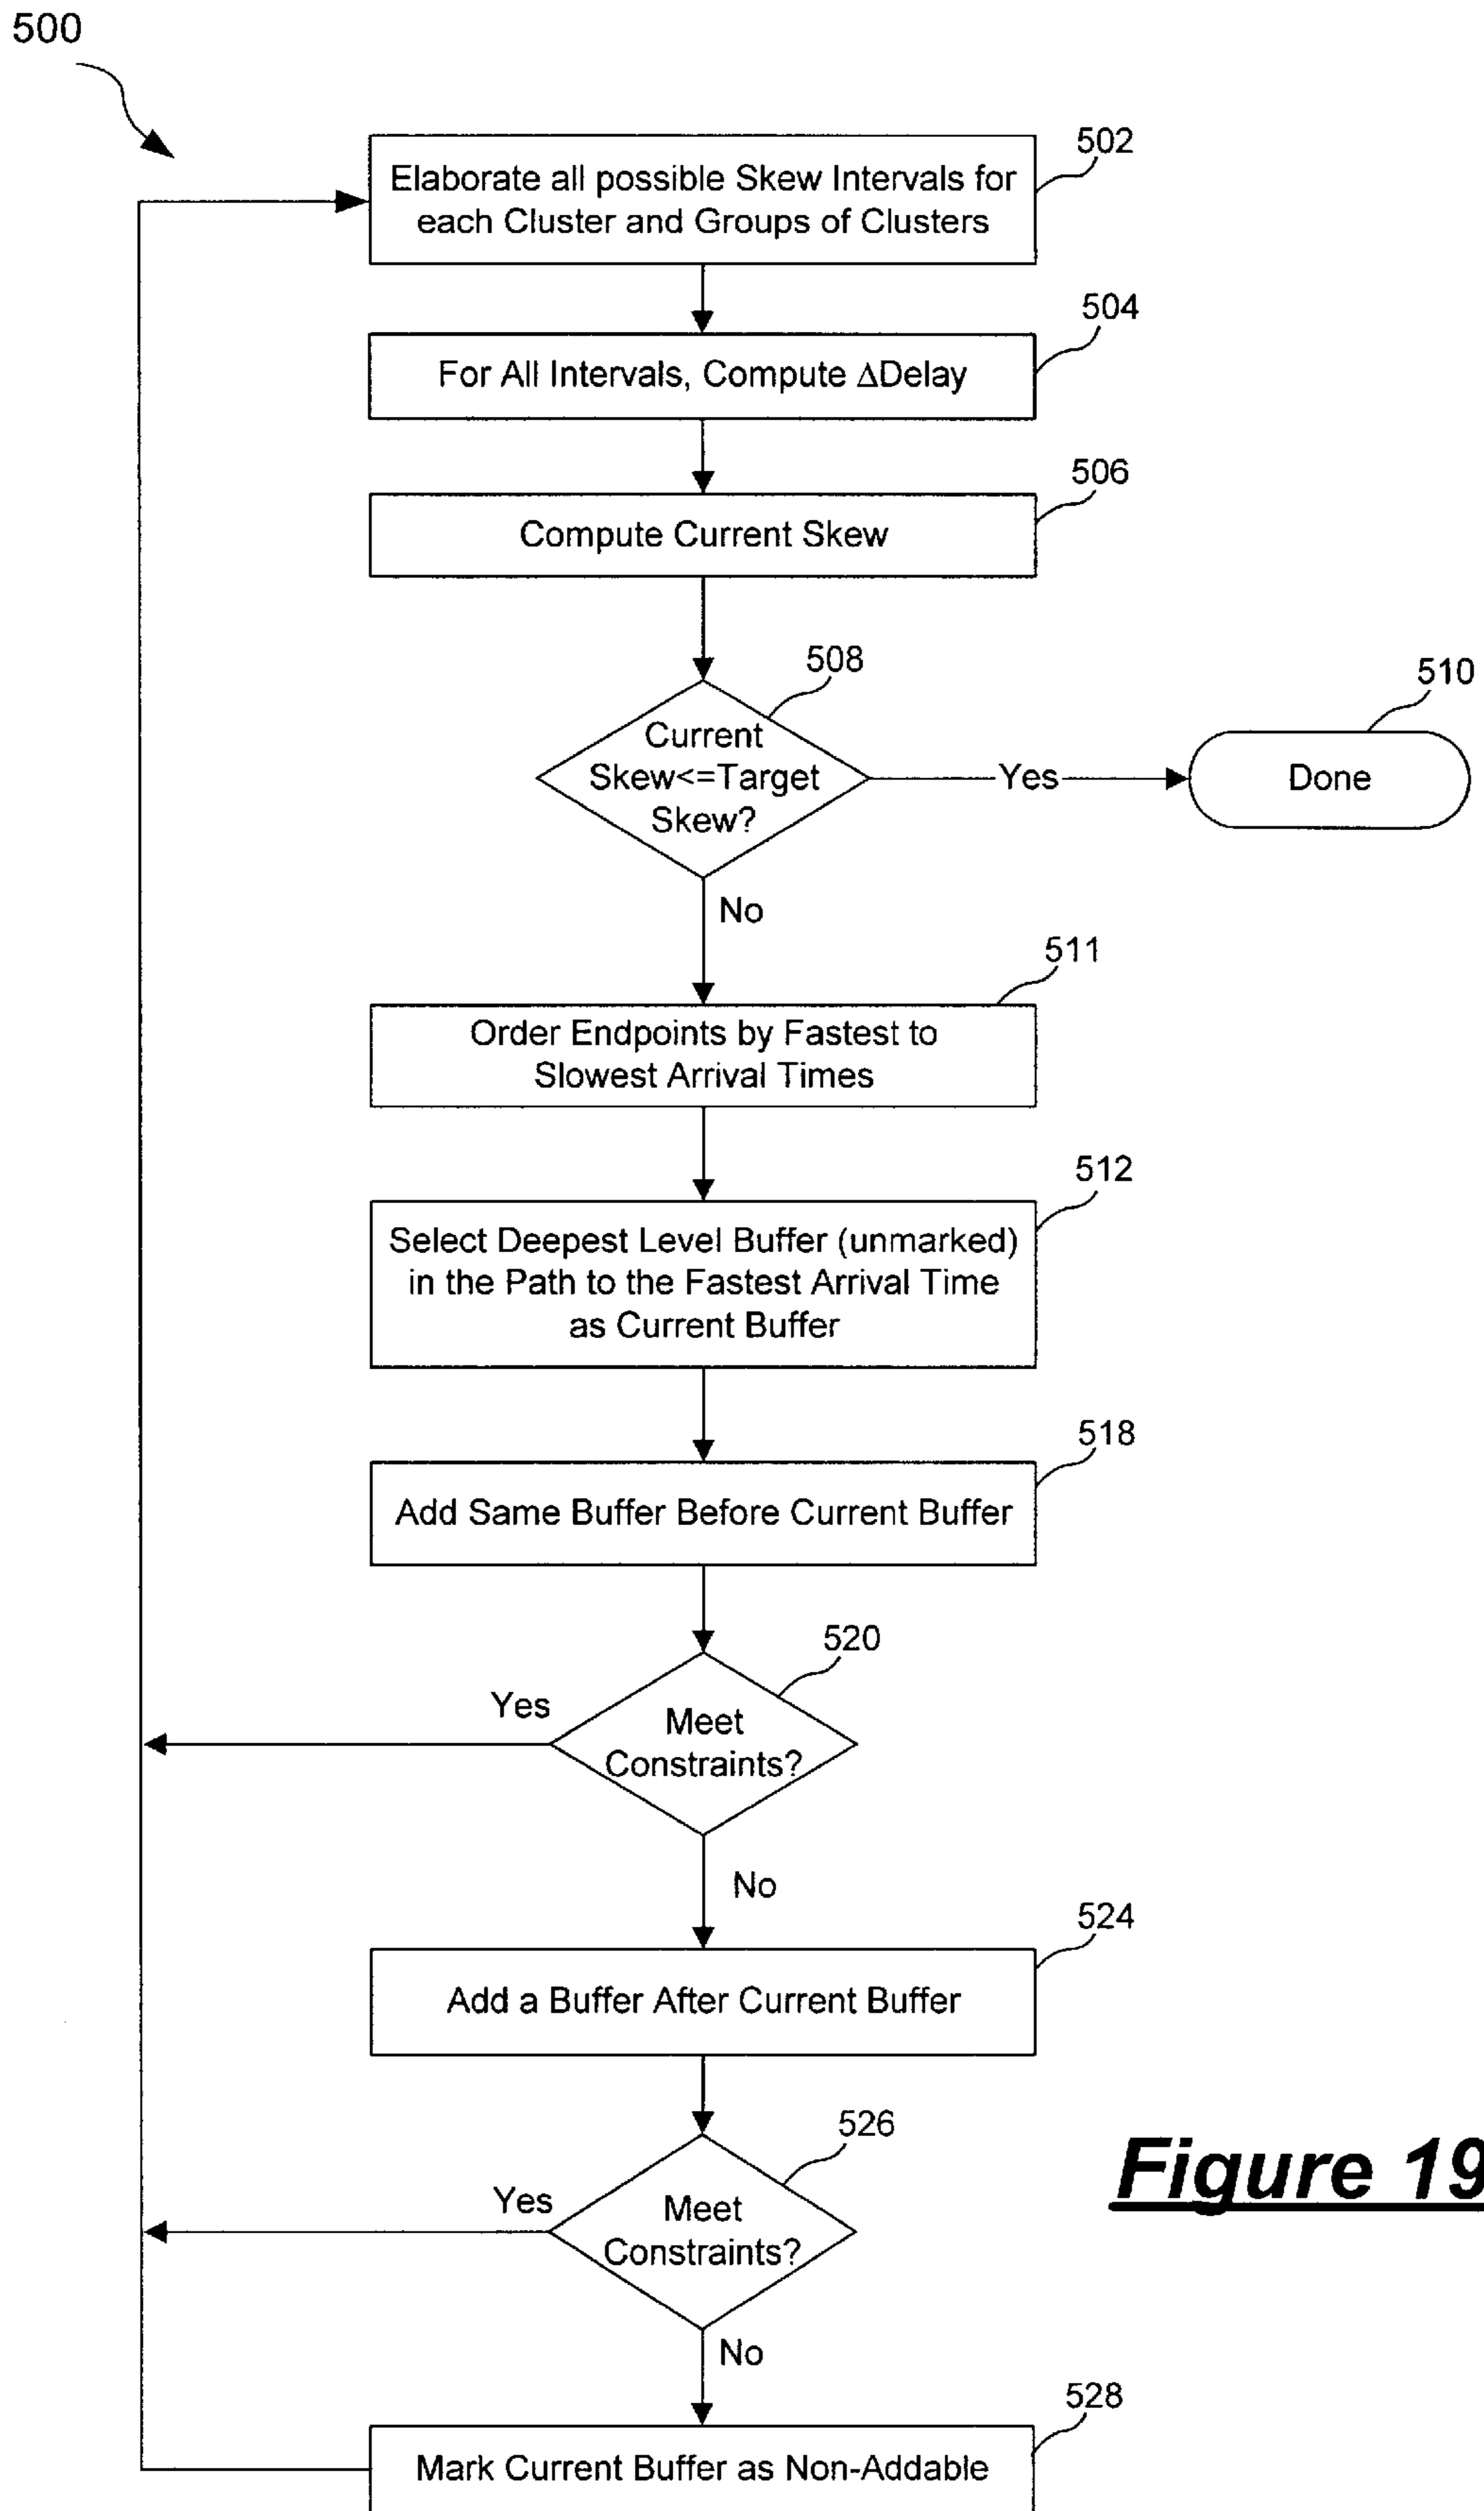 500
502
Elaborate all possible Skew Intervals for
each Cluster and Groups of Clusters
504
For All Intervals, Compute ΔDelay
506
Compute Current Skew
508
Current
Skew<=Target
Skew?
Yes
510
Done
No
511
Order Endpoints by Fastest to
Slowest Arrival Times
512
Select Deepest Level Buffer (unmarked)
in the Path to the Fastest Arrival Time
as Current Buffer
518
Add Same Buffer Before Current Buffer
520
Yes
Meet
Constraints?
No
524
Add a Buffer After Current Buffer
526
Yes
Meet
Constraints?
No
528
Mark Current Buffer as Non-Addable
Figure 19